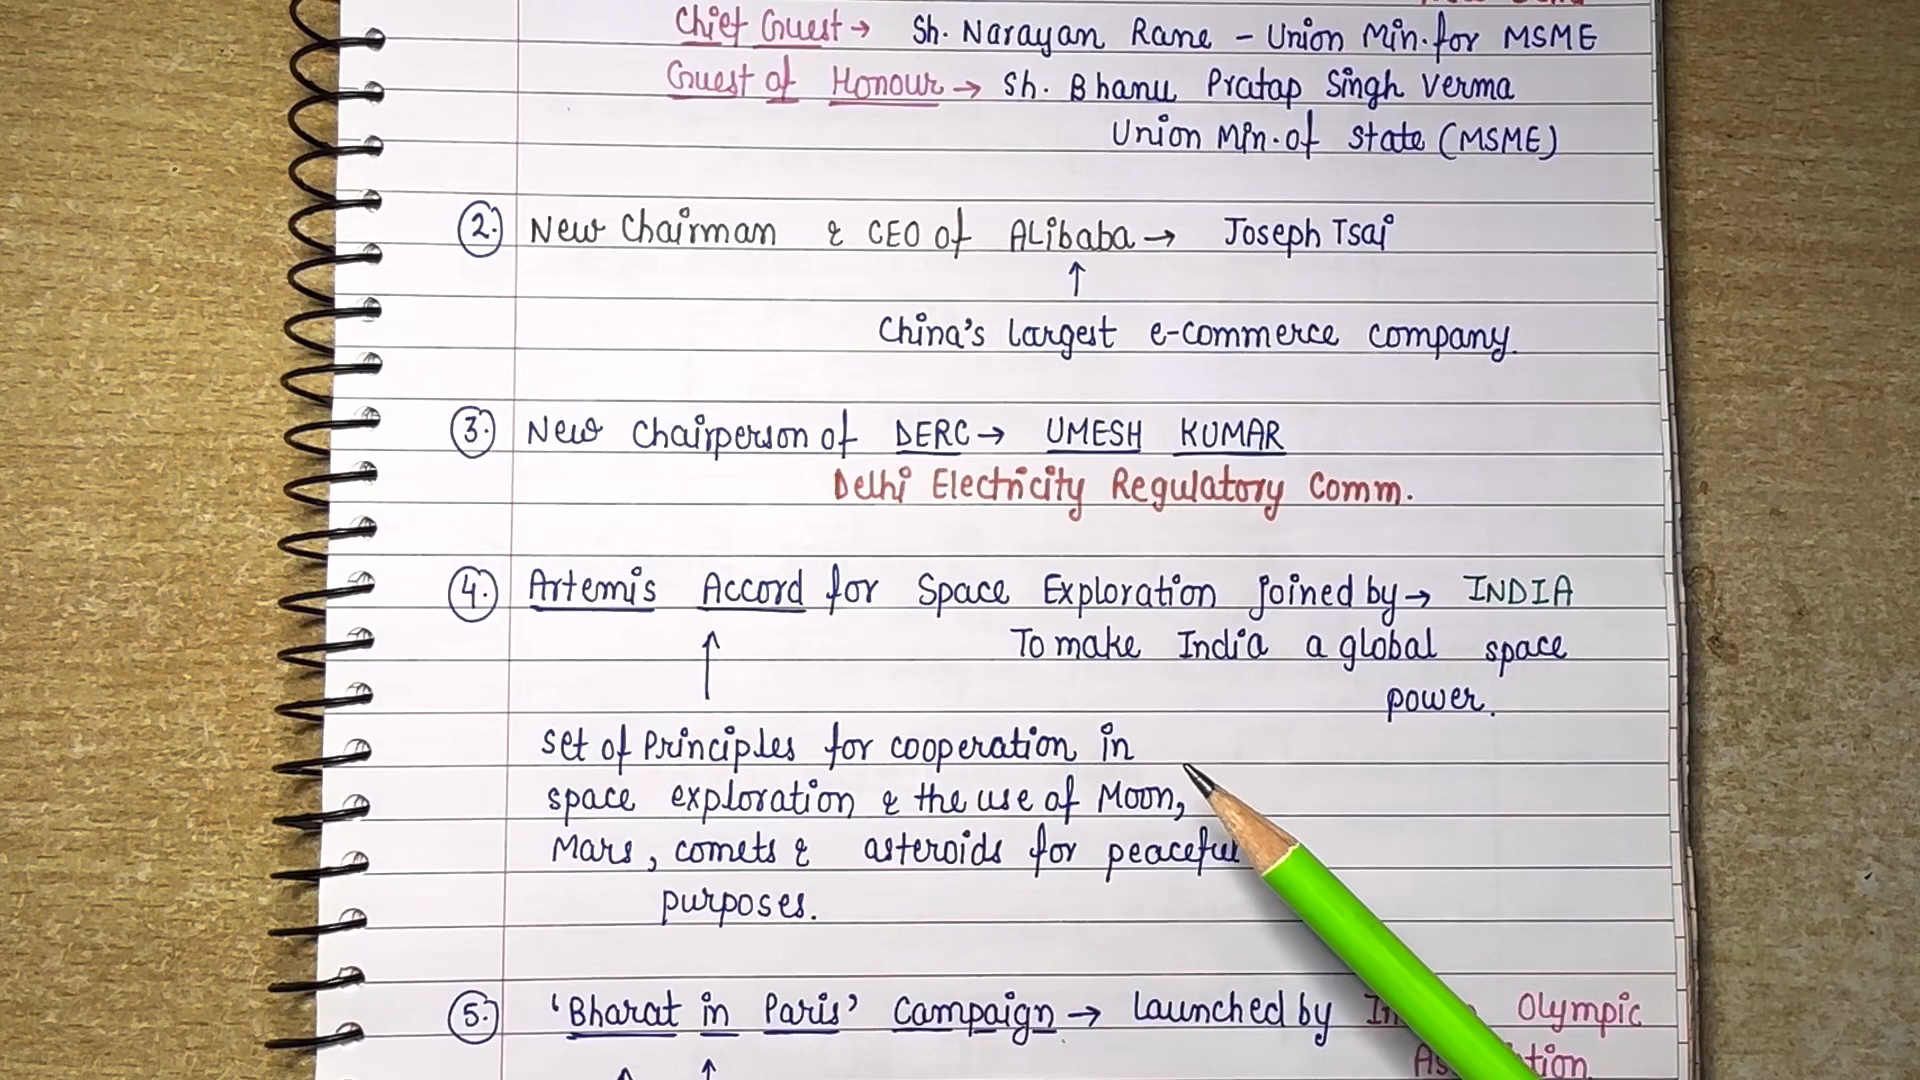 Chief Guest → Sh. Narayan Rane - Union Min. for MSME
Guest of Honour → Sh. Bhanu Pratap Singh Verma
Union Min. of State (MSME)
2. New Chairman & CEO of ALibaba → Joseph Tsai
↑
China's largest e-commerce company.
3. New Chairperson of DERC → UMESH KUMAR
Delhi Electricity Regulatory Comm.
4. Artemis Accord for Space Exploration joined by → INDIA
To make India a global space
power.
↑
set of Principles for cooperation in
space exploration & the use of Moon,
Mars, comets & asteroids for peaceful
purposes.
5. 'Bharat in Paris' Campaign → Launched by Olympic